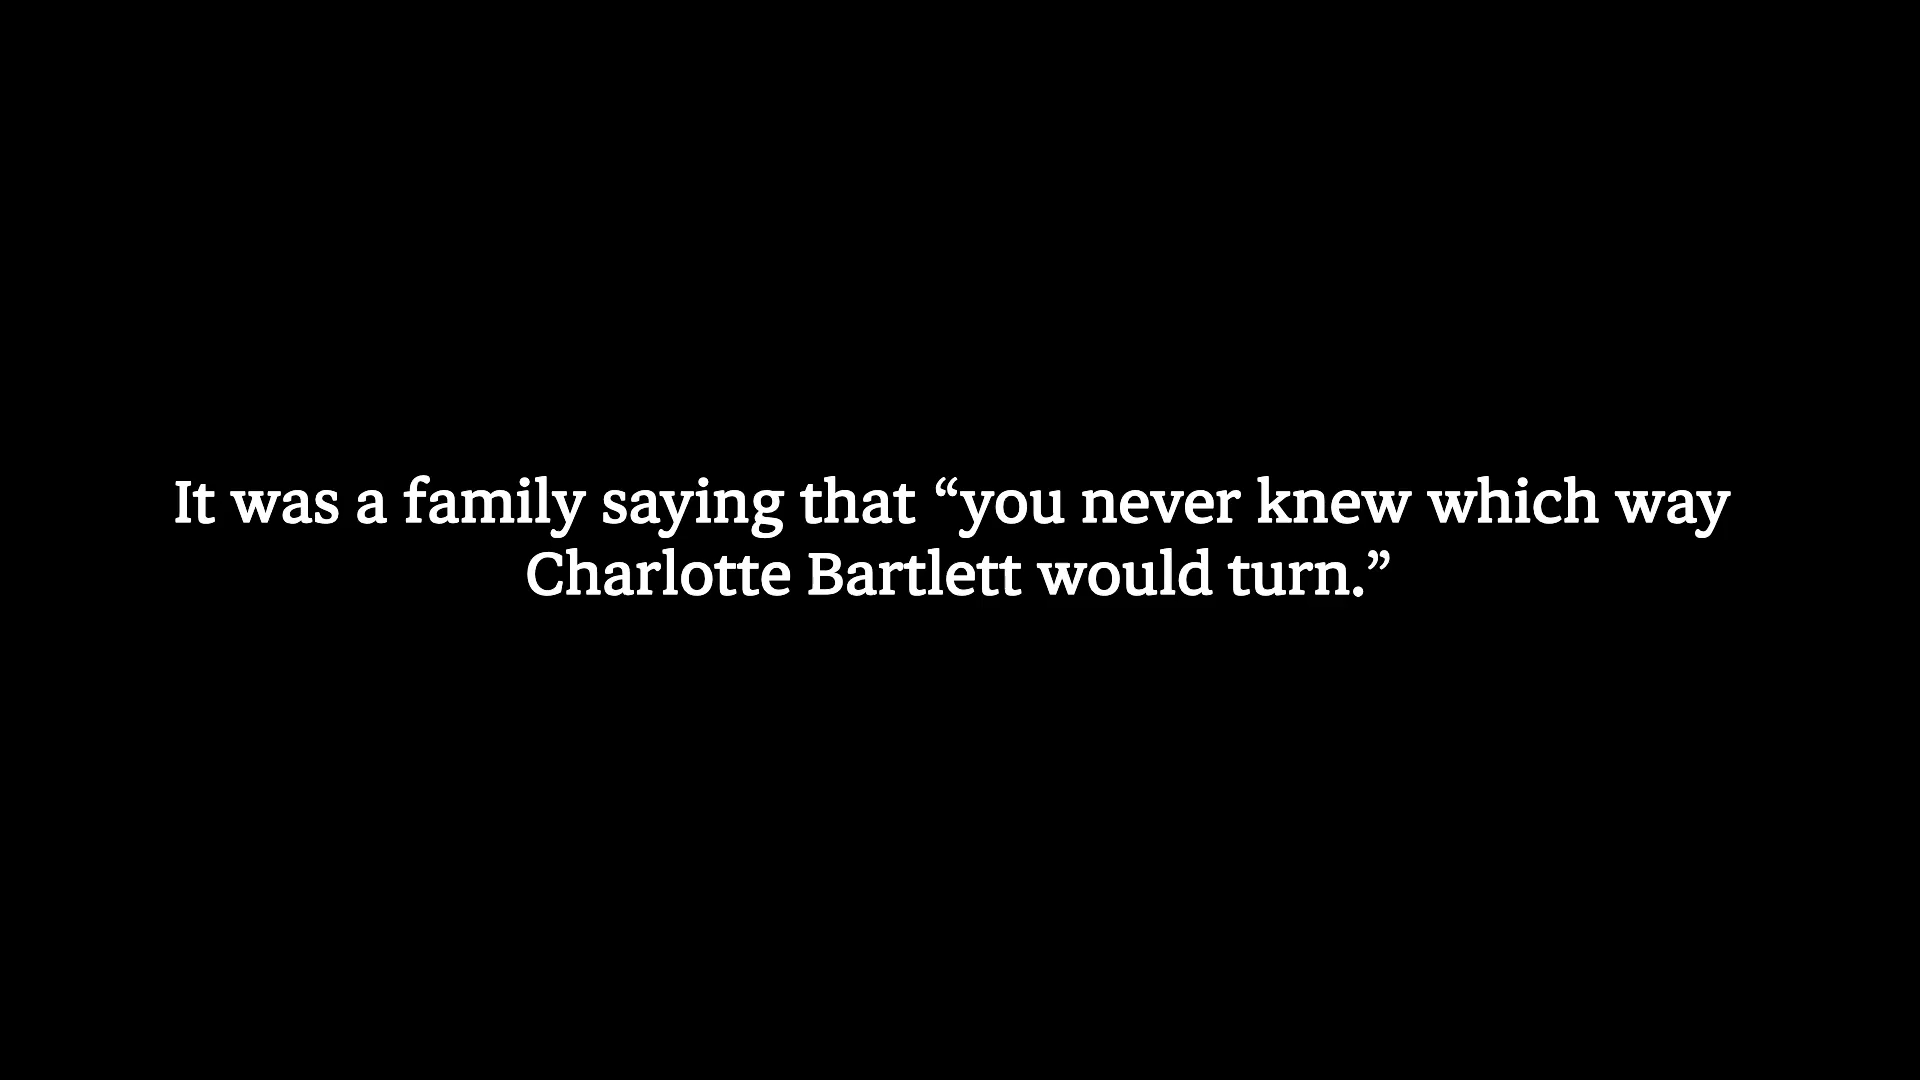 It was a family saying that “you never knew which way
Charlotte Bartlett would turn.”